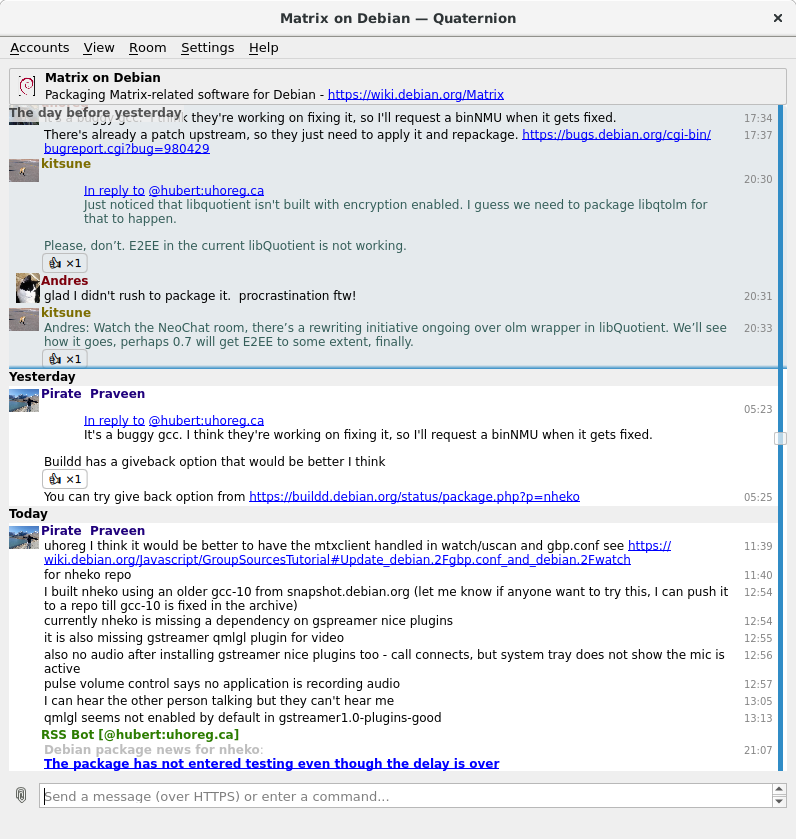 Matrix on Debian — Quaternion
Accounts View Room Settings Help
Matrix on Debian
Packaging Matrix-related software for Debian - https://wiki.debian.org/Matrix
The day before yesterday
they're working on fixing it, so I'll request a binNMU when it gets fixed. 17:34
There's already a patch upstream, so they just need to apply it and repackage. https://bugs.debian.org/cgi-bin/ 17:37
bugreport.cgi?bug=980429
kitsune
20:30
In reply to @hubert:uhoreg.ca
Just noticed that libquotient isn't built with encryption enabled. I guess we need to package libqtolm for
that to happen.
Please, don’t. E2EE in the current libQuotient is not working.
👍 ×1
Andres
glad I didn't rush to package it.  procrastination ftw! 20:31
kitsune
Andres: Watch the NeoChat room, there’s a rewriting initiative ongoing over olm wrapper in libQuotient. We’ll see 20:33
how it goes, perhaps 0.7 will get E2EE to some extent, finally.
👍 ×1
Yesterday
Pirate  Praveen
05:23
In reply to @hubert:uhoreg.ca
It's a buggy gcc. I think they're working on fixing it, so I'll request a binNMU when it gets fixed.
Buildd has a giveback option that would be better I think
👍 ×1
You can try give back option from https://buildd.debian.org/status/package.php?p=nheko 05:25
Today
Pirate  Praveen
uhoreg I think it would be better to have the mtxclient handled in watch/uscan and gbp.conf see https:// 11:39
wiki.debian.org/Javascript/GroupSourcesTutorial#Update_debian.2Fgbp.conf_and_debian.2Fwatch
for nheko repo 11:40
I built nheko using an older gcc-10 from snapshot.debian.org (let me know if anyone want to try this, I can push it 12:54
to a repo till gcc-10 is fixed in the archive)
currently nheko is missing a dependency on gspreamer nice plugins 12:54
it is also missing gstreamer qmlgl plugin for video 12:55
also no audio after installing gstreamer nice plugins too - call connects, but system tray does not show the mic is 12:56
active
pulse volume control says no application is recording audio 12:57
I can hear the other person talking but they can't hear me 13:05
qmlgl seems not enabled by default in gstreamer1.0-plugins-good 13:13
RSS Bot [@hubert:uhoreg.ca]
Debian package news for nheko: 21:07
The package has not entered testing even though the delay is over
Send a message (over HTTPS) or enter a command...